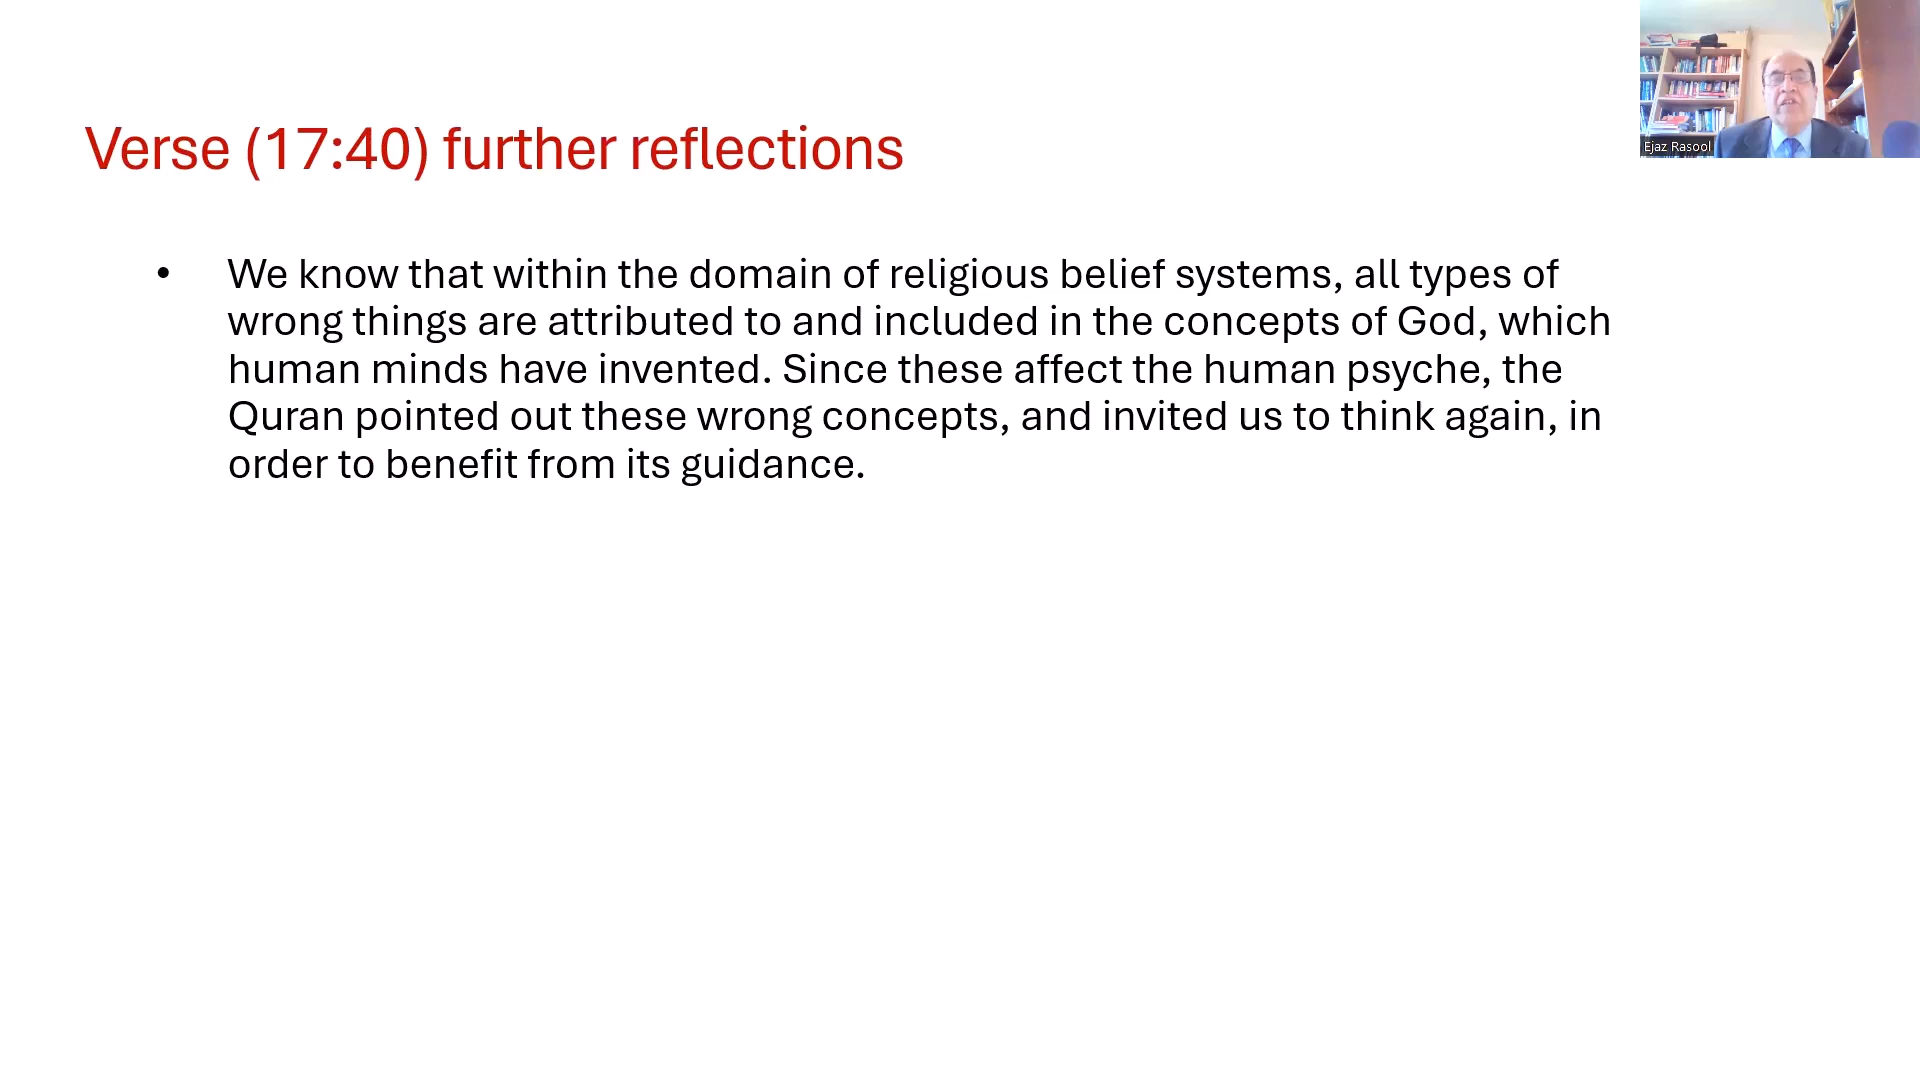 Ejaz Rasool
Verse (17:40) further reflections
• We know that within the domain of religious belief systems, all types of
wrong things are attributed to and included in the concepts of God, which
human minds have invented. Since these affect the human psyche, the
Quran pointed out these wrong concepts, and invited us to think again, in
order to benefit from its guidance.